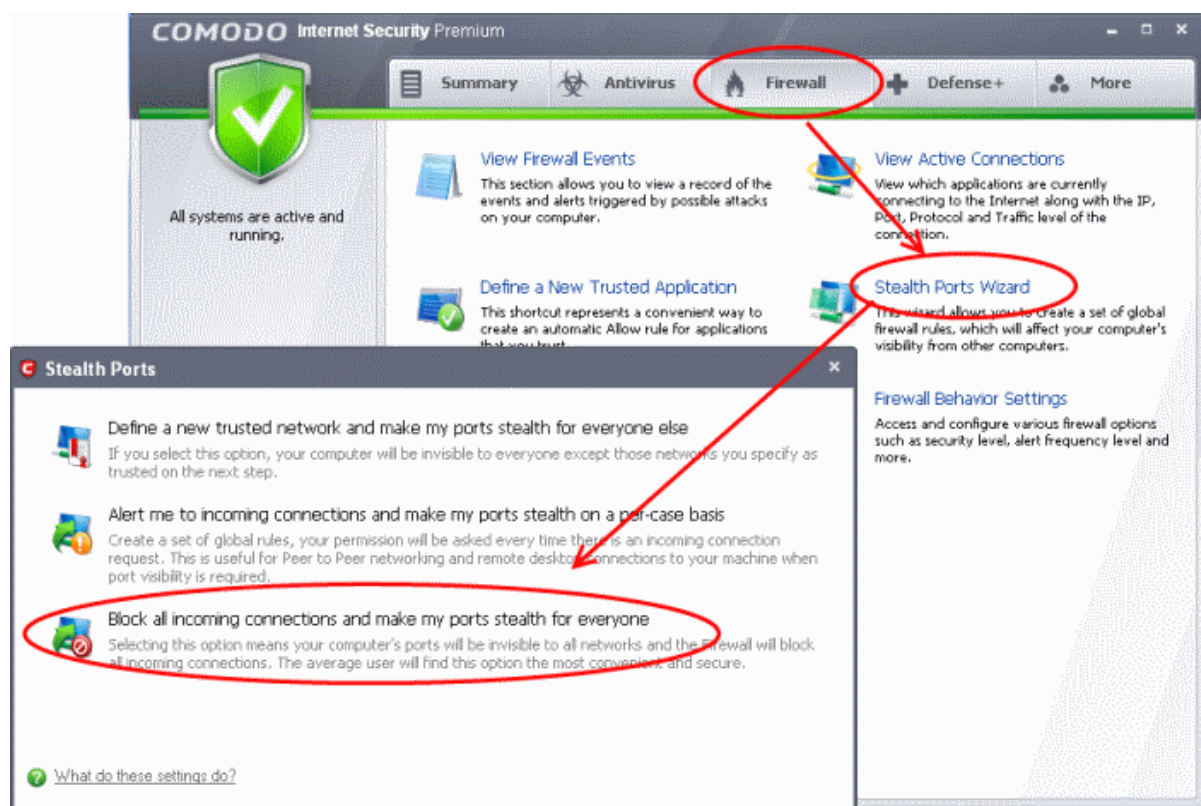 COMODO Internet Security Premium
Summary
Antivirus
Firewall
Defense+
More
All systems are active and
running.
View Firewall Events
This section allows you to view a record of the
events and alerts triggered by possible attacks
on your computer.
View Active Connections
View which applications are currently
connecting to the Internet along with the IP,
Port, Protocol and Traffic level of the
connection.
Define a New Trusted Application
This shortcut represents a convenient way to
create an automatic Allow rule for applications
that you trust.
Stealth Ports Wizard
This wizard allows you to create a set of global
firewall rules, which will affect your computer's
visibility from other computers.
Firewall Behavior Settings
Access and configure various firewall options
such as security level, alert frequency level and
more.
Stealth Ports
Define a new trusted network and make my ports stealth for everyone else
If you select this option, your computer will be invisible to everyone except those networks you specify as
trusted on the next step.
Alert me to incoming connections and make my ports stealth on a per-case basis
Create a set of global rules, your permission will be asked every time there is an incoming connection
request. This is useful for Peer to Peer networking and remote desktop connections to your machine when
port visibility is required.
Block all incoming connections and make my ports stealth for everyone
Selecting this option means your computer's ports will be invisible to all networks and the Firewall will block
all incoming connections. The average user will find this option the most convenient and secure.
What do these settings do?